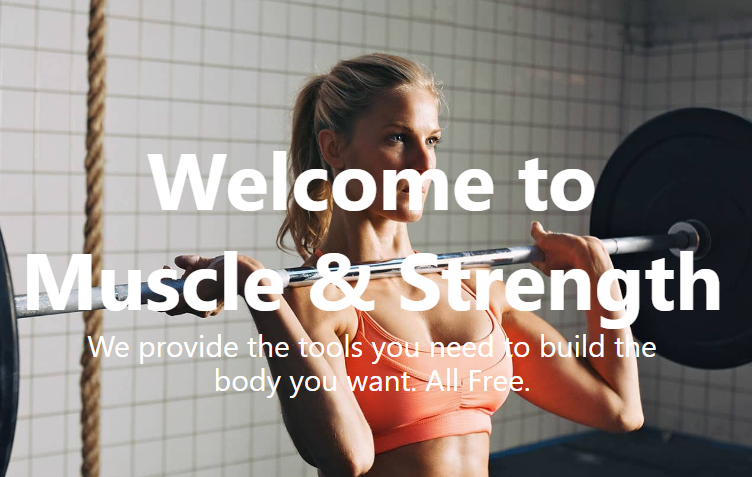 Welcome to
Muscle & Strength
We provide the tools you need to build the
body you want. All Free.